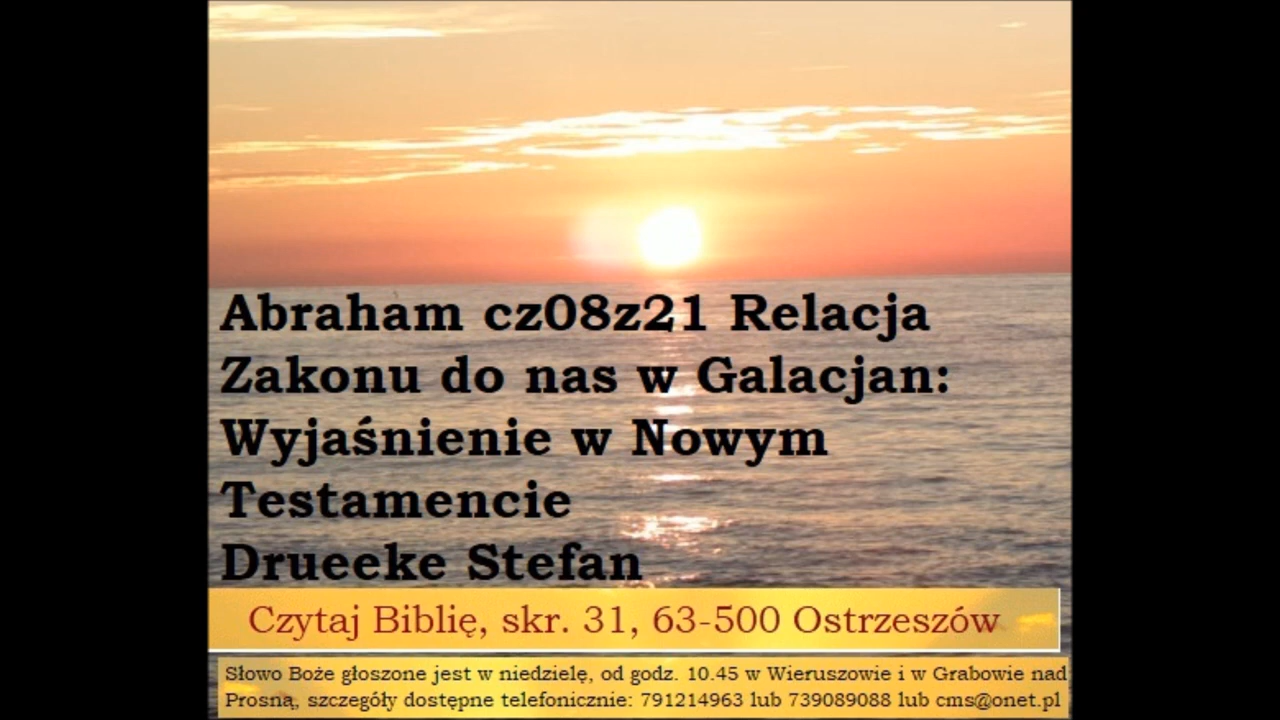 Abraham cz08z21 Relacja
Zakonu do nas w Galacjan:
Wyjaśnienie w Nowym
Testamencie
Drueeke Stefan
Czytaj Biblię, skr. 31, 63-500 Ostrzeszów
Słowo Boże głoszone jest w niedzielę, od godz. 10.45 w Wieruszowie i w Grabowie nad
Prosną, szczegóły dostępne telefonicznie: 791214963 lub 739089088 lub cms@onet.pl